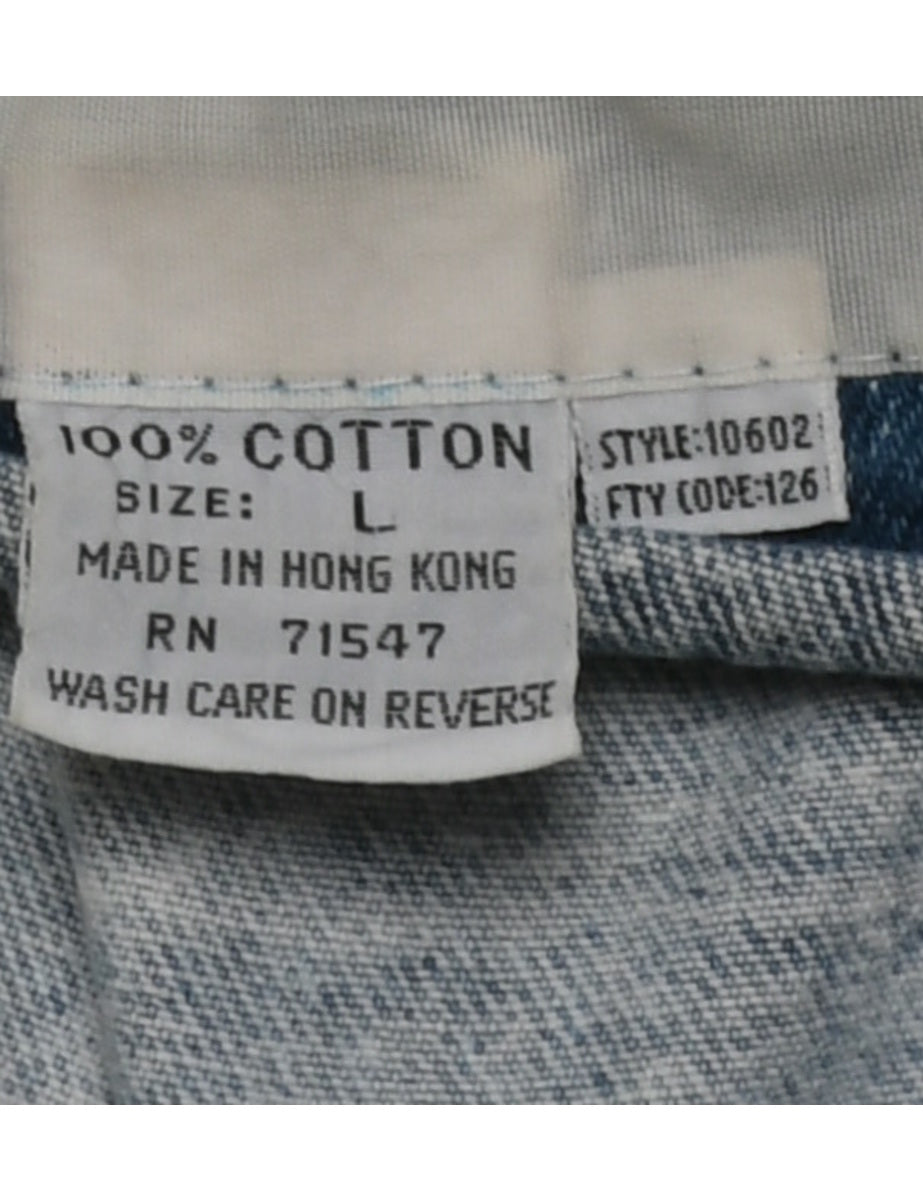 100% COTTON
SIZE: L
MADE IN HONG KONG
RN 71547
WASH CARE ON REVERSE
STYLE:10602
FTY CODE:126